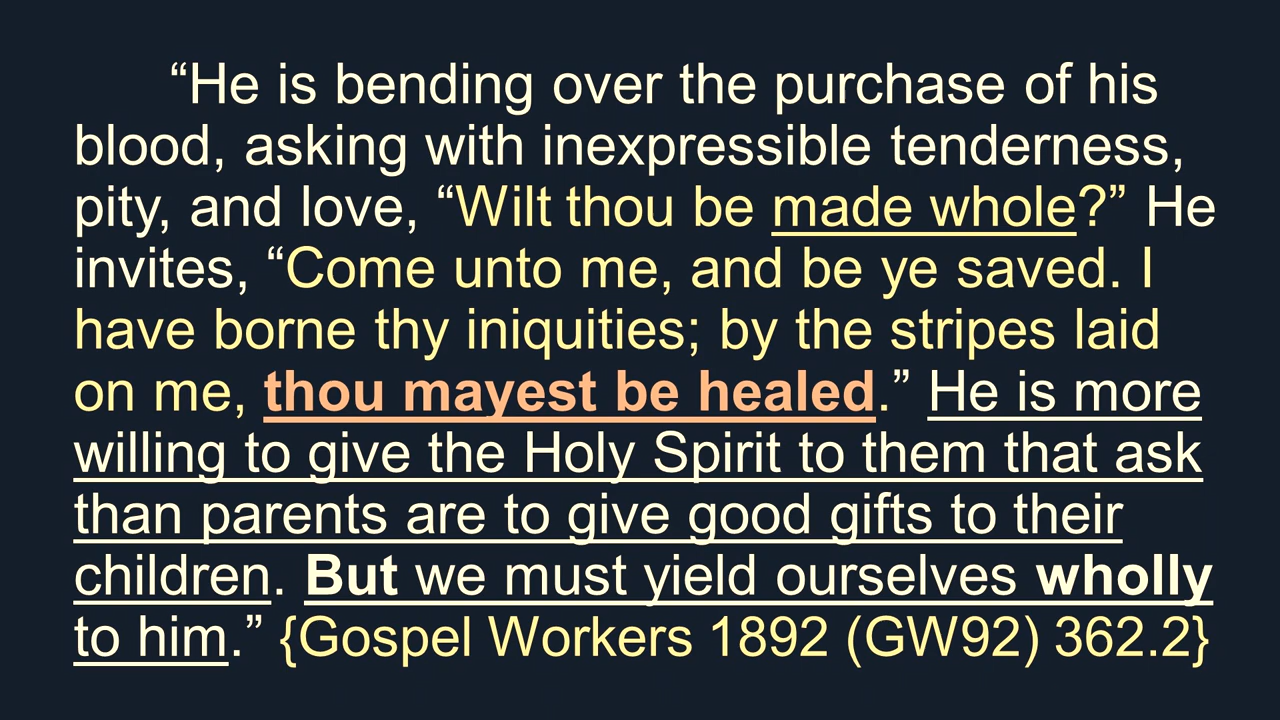 “He is bending over the purchase of his
blood, asking with inexpressible tenderness,
pity, and love, “Wilt thou be made whole?” He
invites, “Come unto me, and be ye saved. I
have borne thy iniquities; by the stripes laid
on me, thou mayest be healed.” He is more
willing to give the Holy Spirit to them that ask
than parents are to give good gifts to their
children. But we must yield ourselves wholly
to him.” {Gospel Workers 1892 (GW92) 362.2}